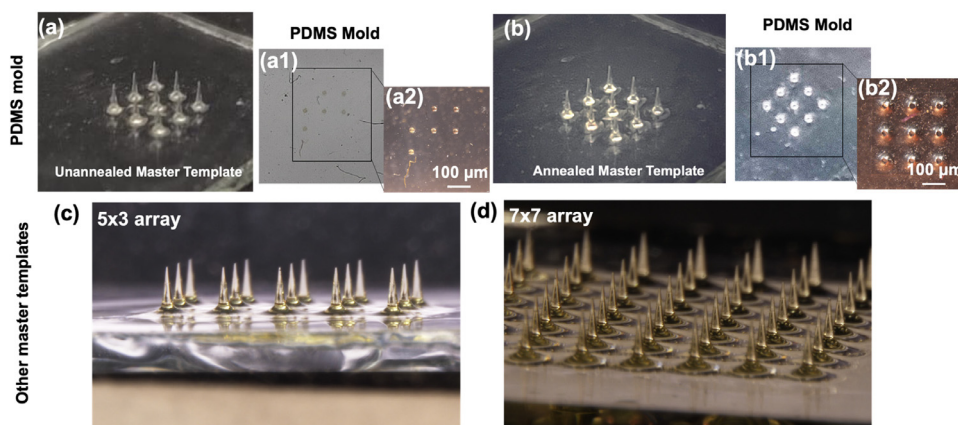 PDMS mold
(a)
Unannealed Master Template
PDMS Mold
(a1)
(a2)
100 µm
(b)
Annealed Master Template
PDMS Mold
(b1)
(b2)
100 µm
Other master templates
(c)
5x3 array
(d)
7x7 array